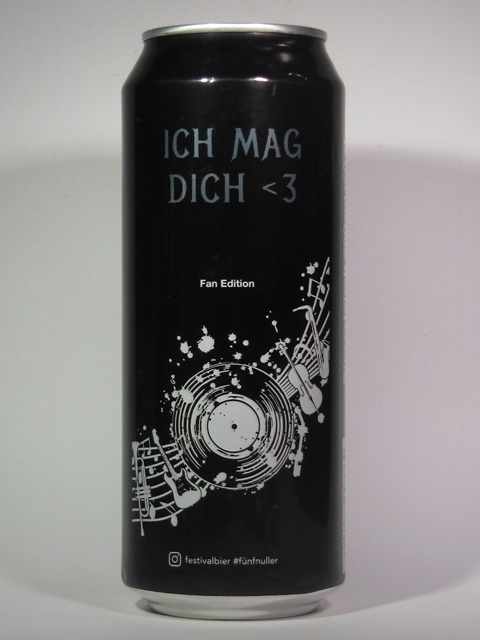 ICH MAG
DICH <3
Fan Edition
festivalbier #fünfnuller